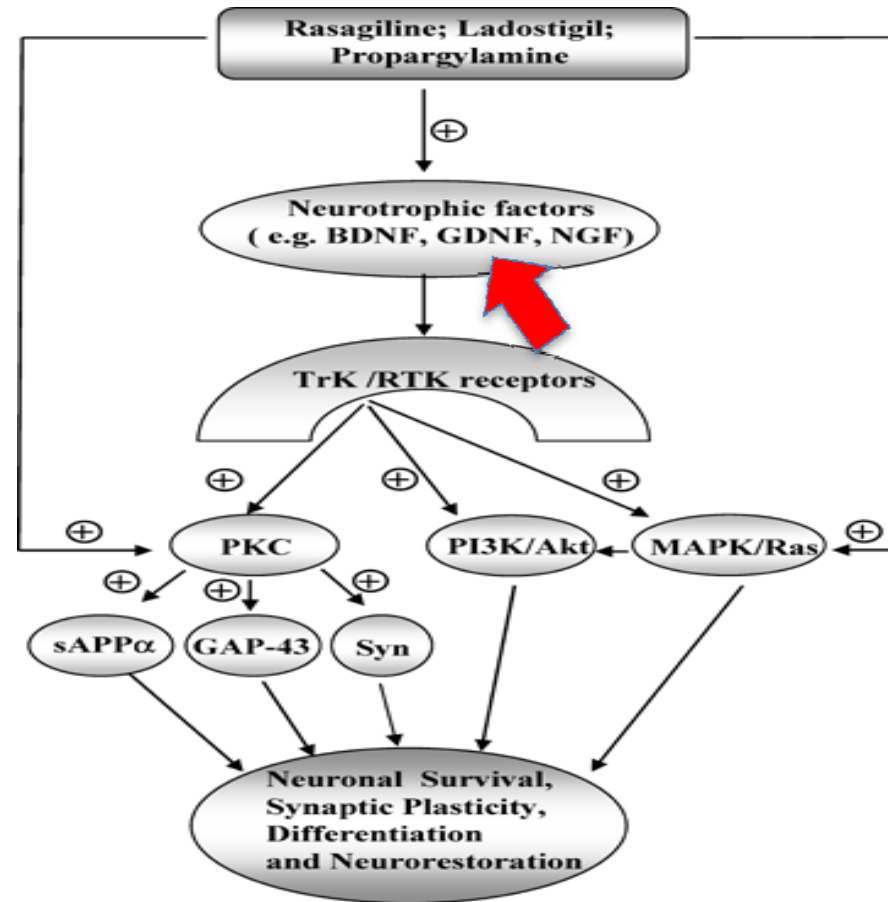 Rasagiline; Ladostigil;
Propargylamine
+
Neurotrophic factors
( e.g. BDNF, GDNF, NGF)
TrK /RTK receptors
+ + +
+ PKC PI3K/Akt MAPK/Ras +
+ + +
sAPPα GAP-43 Syn
Neuronal Survival,
Synaptic Plasticity,
Differentiation
and Neurorestoration